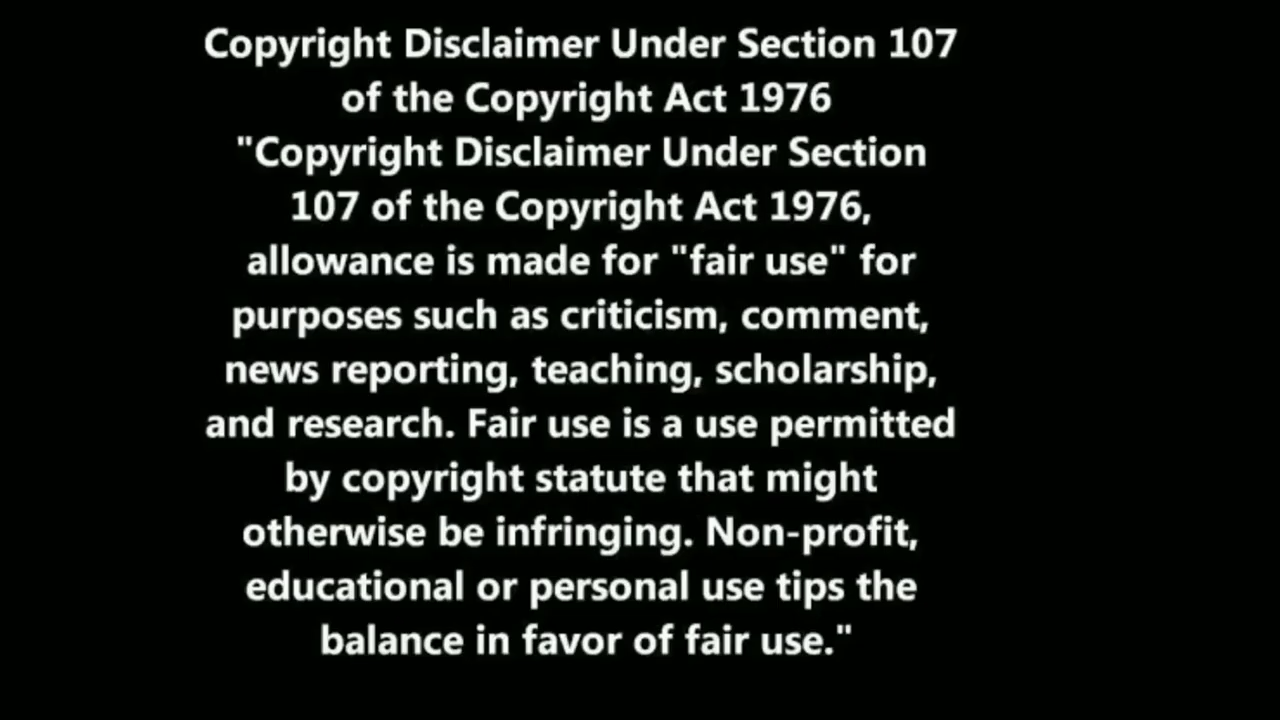 Copyright Disclaimer Under Section 107
of the Copyright Act 1976
"Copyright Disclaimer Under Section
107 of the Copyright Act 1976,
allowance is made for "fair use" for
purposes such as criticism, comment,
news reporting, teaching, scholarship,
and research. Fair use is a use permitted
by copyright statute that might
otherwise be infringing. Non-profit,
educational or personal use tips the
balance in favor of fair use."